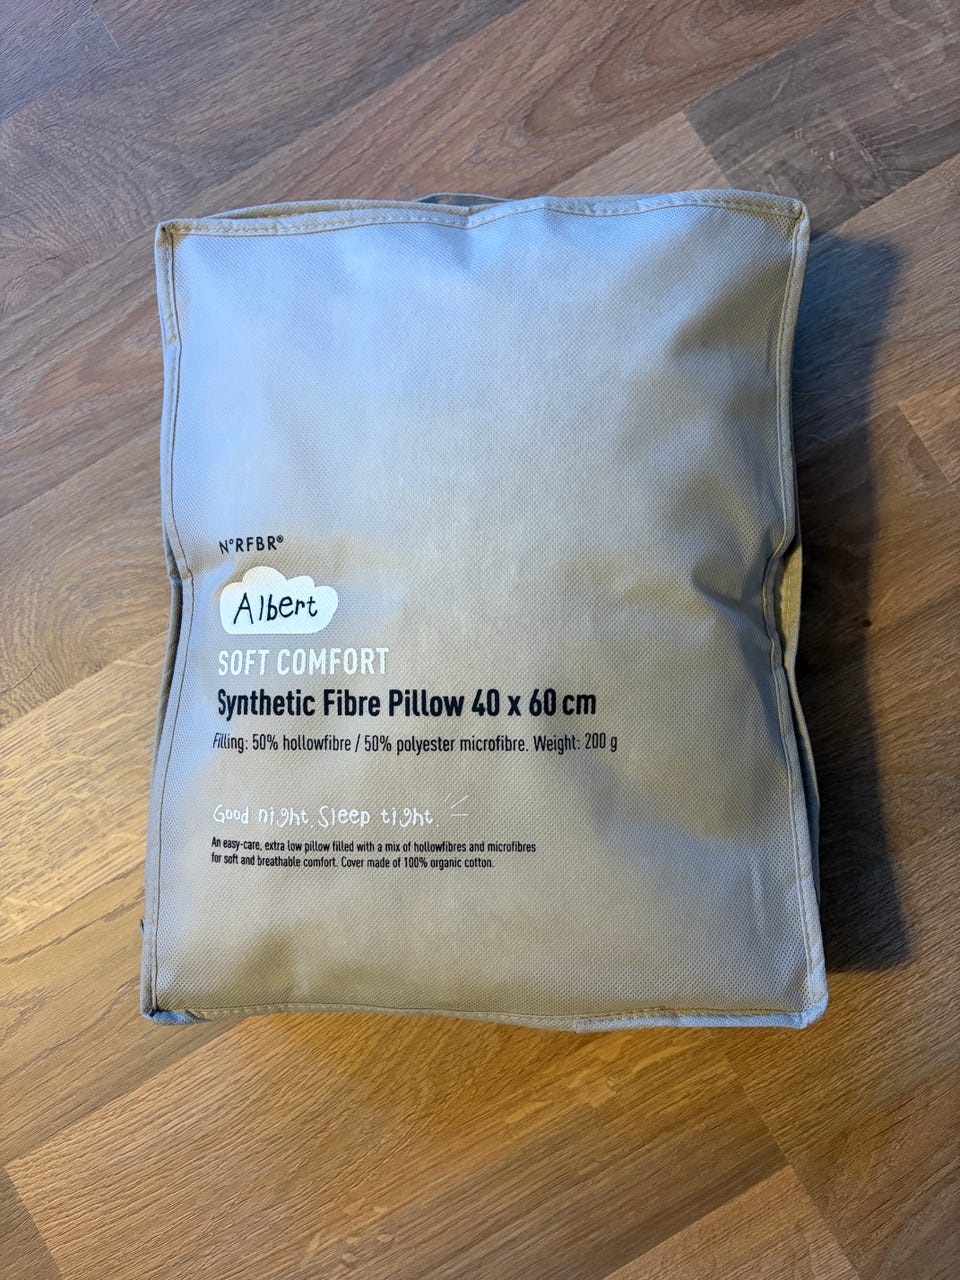 N°RFBR®
Albert
SOFT COMFORT
Synthetic Fibre Pillow 40 x 60 cm
Filling: 50% hollowfibre / 50% polyester microfibre. Weight: 200 g
Good night. Sleep tight.
An easy-care, extra low pillow filled with a mix of hollowfibres and microfibres
for soft and breathable comfort. Cover made of 100% organic cotton.